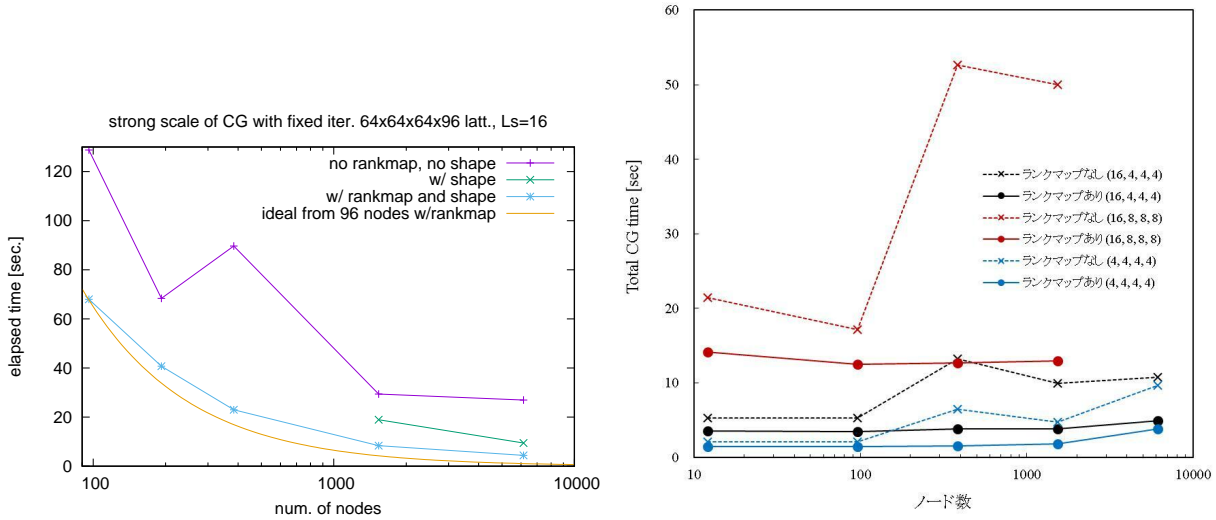 strong scale of CG with fixed iter. 64x64x64x96 latt., Ls=16
no rankmap, no shape
w/ shape
w/ rankmap and shape
ideal from 96 nodes w/rankmap
elapsed time [sec.]
120
100
80
60
40
20
0
100
1000
10000
num. of nodes
Total CG time [sec]
60
50
40
30
20
10
0
ランクマップなし (16, 4, 4, 4)
ランクマップあり (16, 4, 4, 4)
ランクマップなし (16, 8, 8, 8)
ランクマップあり (16, 8, 8, 8)
ランクマップなし (4, 4, 4, 4)
ランクマップあり (4, 4, 4, 4)
10
100
1000
10000
ノード数